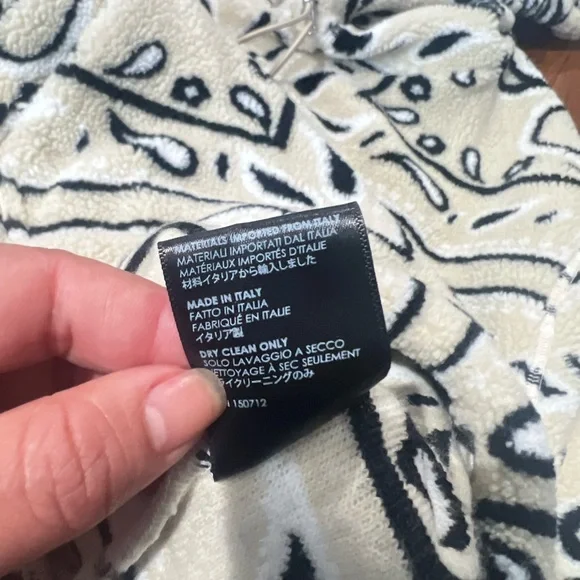 MATERIALS IMPORTED FROM ITALY
MATERIALI IMPORTATI DAL ITALIA
MATÉRIAUX IMPORTÉS D'ITALIE
材料イタリアから輸入しました
MADE IN ITALY
FATTO IN ITALIA
FABRIQUÉ EN ITALIE
イタリア製
DRY CLEAN ONLY
SOLO LAVAGGIO A SECCO
NETTOYAGE À SEC SEULEMENT
ライクリーニングのみ
150712